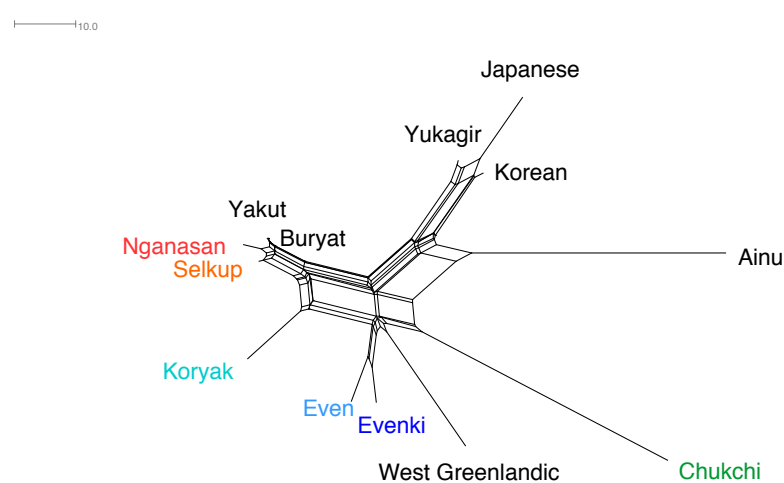 10.0
Japanese
Yukagir
Korean
Yakut
Buryat
Nganasan
Selkup
Ainu
Koryak
Even
Evenki
West Greenlandic
Chukchi